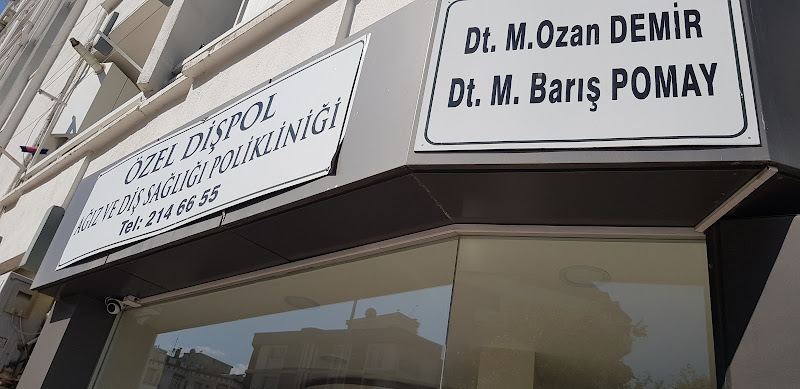 ÖZEL DİŞPOL
AĞIZ VE DİŞ SAĞLIĞI POLİKLİNİĞİ
Tel: 214 66 55
Dt. M.Ozan DEMİR
Dt. M. Barış POMAY